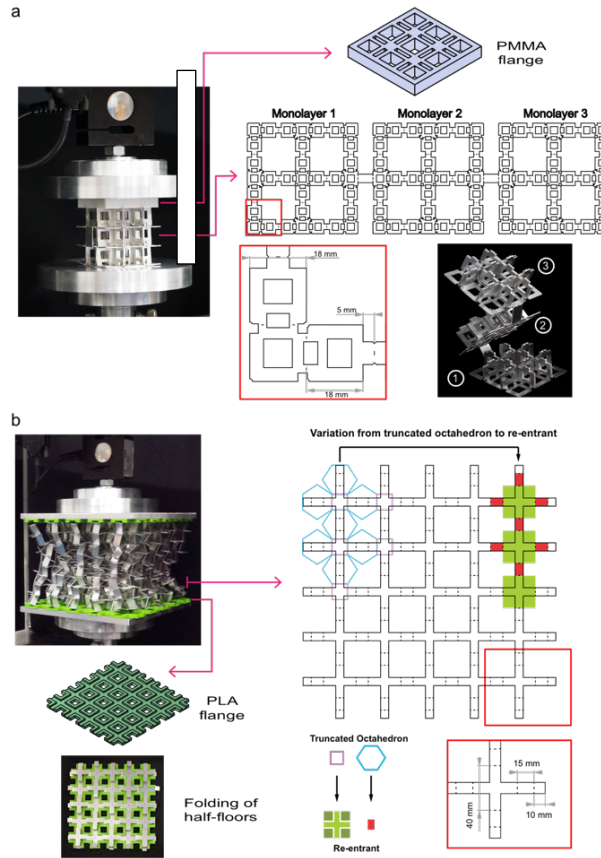 a
PMMA
flange
Monolayer 1
Monolayer 2
Monolayer 3
18 mm
5 mm
18 mm
3
2
1
b
Variation from truncated octahedron to re-entrant
PLA
flange
Truncated Octahedron
15 mm
40 mm
10 mm
Folding of
half-floors
Re-entrant